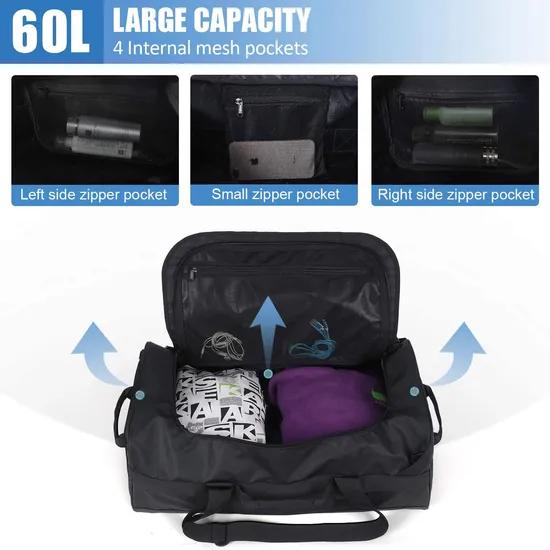 60L
LARGE CAPACITY
4 Internal mesh pockets
Left side zipper pocket
Small zipper pocket
Right side zipper pocket